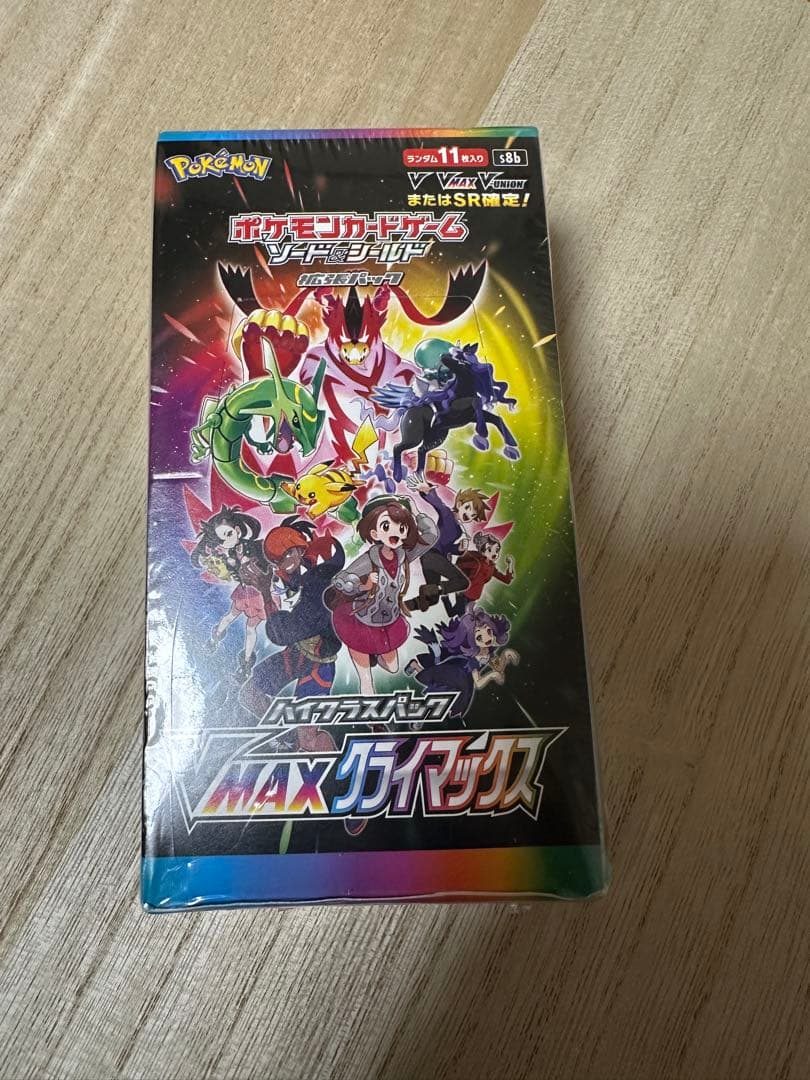 POKÉMON
ランダム11枚入り s8b
V VMAX V-UNION
またはSR確定!
ポケモンカードゲーム
ソード&シールド
拡張パック
ハイクラスパック
VMAXクライマックス